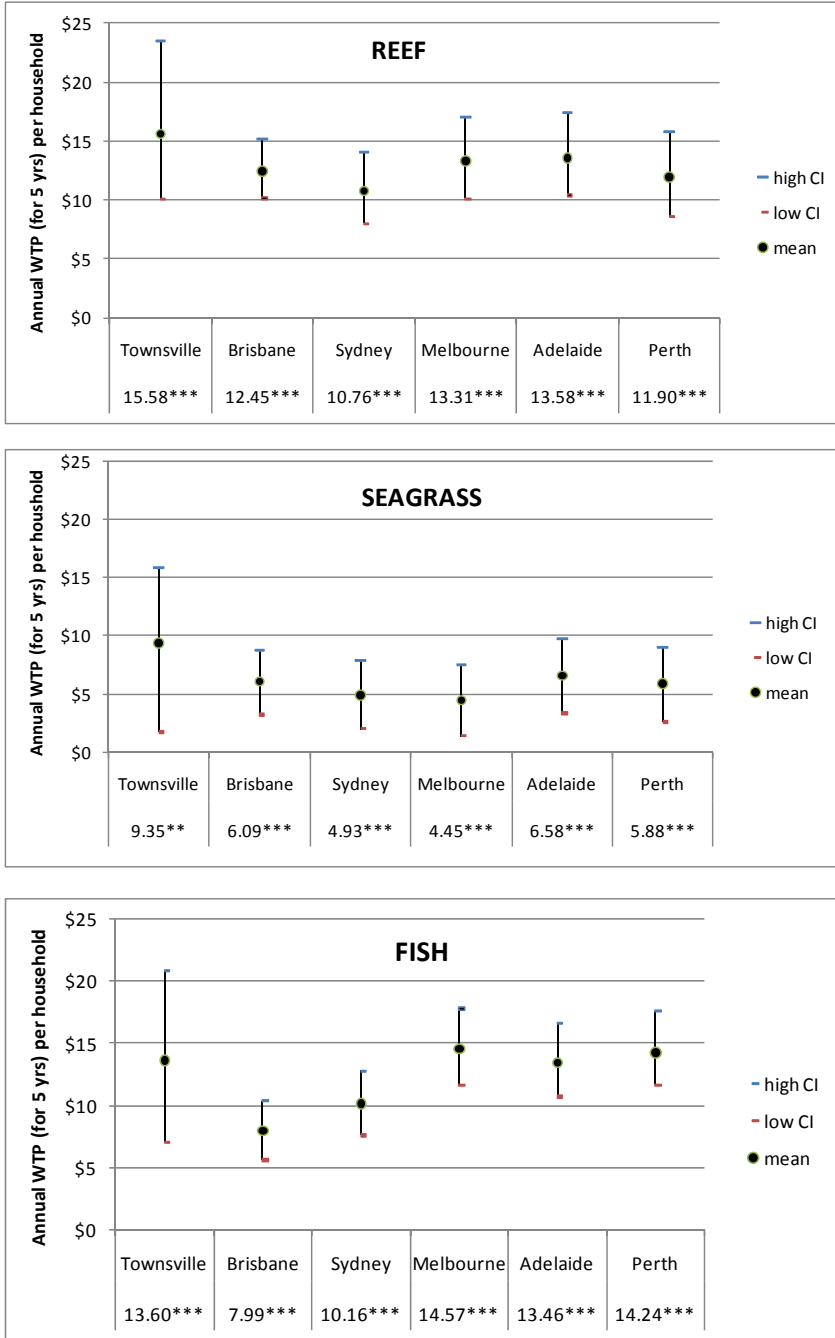 REEF
Annual WTP (for 5 yrs) per household
$25
$20
$15
$10
$5
$0
high CI
low CI
mean
Townsville Brisbane Sydney Melbourne Adelaide Perth
15.58*** 12.45*** 10.76*** 13.31*** 13.58*** 11.90***
SEAGRASS
Annual WTP (for 5 yrs) per houshold
$25
$20
$15
$10
$5
$0
high CI
low CI
mean
Townsville Brisbane Sydney Melbourne Adelaide Perth
9.35** 6.09*** 4.93*** 4.45*** 6.58*** 5.88***
FISH
Annual WTP (for 5 yrs) per household
$25
$20
$15
$10
$5
$0
high CI
low CI
mean
Townsville Brisbane Sydney Melbourne Adelaide Perth
13.60*** 7.99*** 10.16*** 14.57*** 13.46*** 14.24***